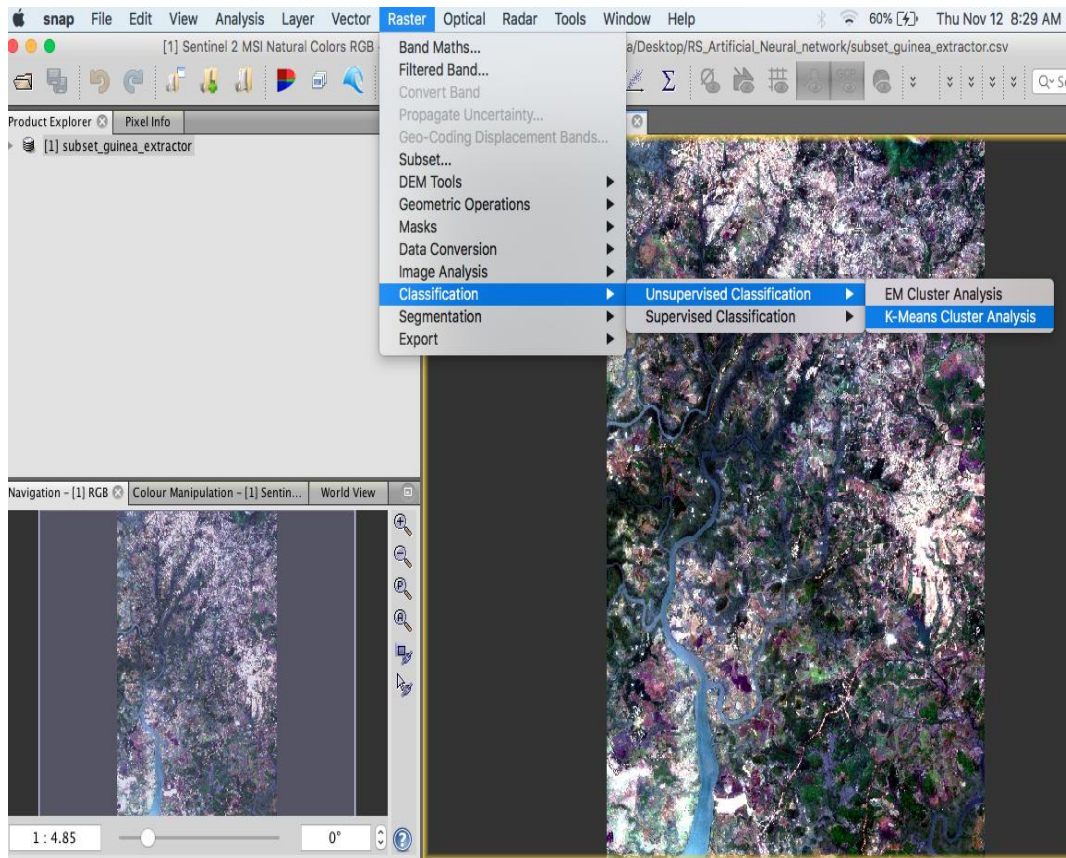 snap File Edit View Analysis Layer Vector Raster Optical Radar Tools Window Help 60% Thu Nov 12 8:29 AM
[1] Sentinel 2 MSI Natural Colors RGB a/Desktop/RS_Artificial_Neural_network/subset_guinea_extractor.csv
Product Explorer Pixel Info
[1] subset_guinea_extractor
Band Maths...
Filtered Band...
Convert Band
Propagate Uncertainty...
Geo-Coding Displacement Bands...
Subset...
DEM Tools
Geometric Operations
Masks
Data Conversion
Image Analysis
Classification Unsupervised Classification EM Cluster Analysis
Segmentation Supervised Classification K-Means Cluster Analysis
Export
Navigation - [1] RGB Colour Manipulation - [1] Sentin... World View
1 : 4.85 0°